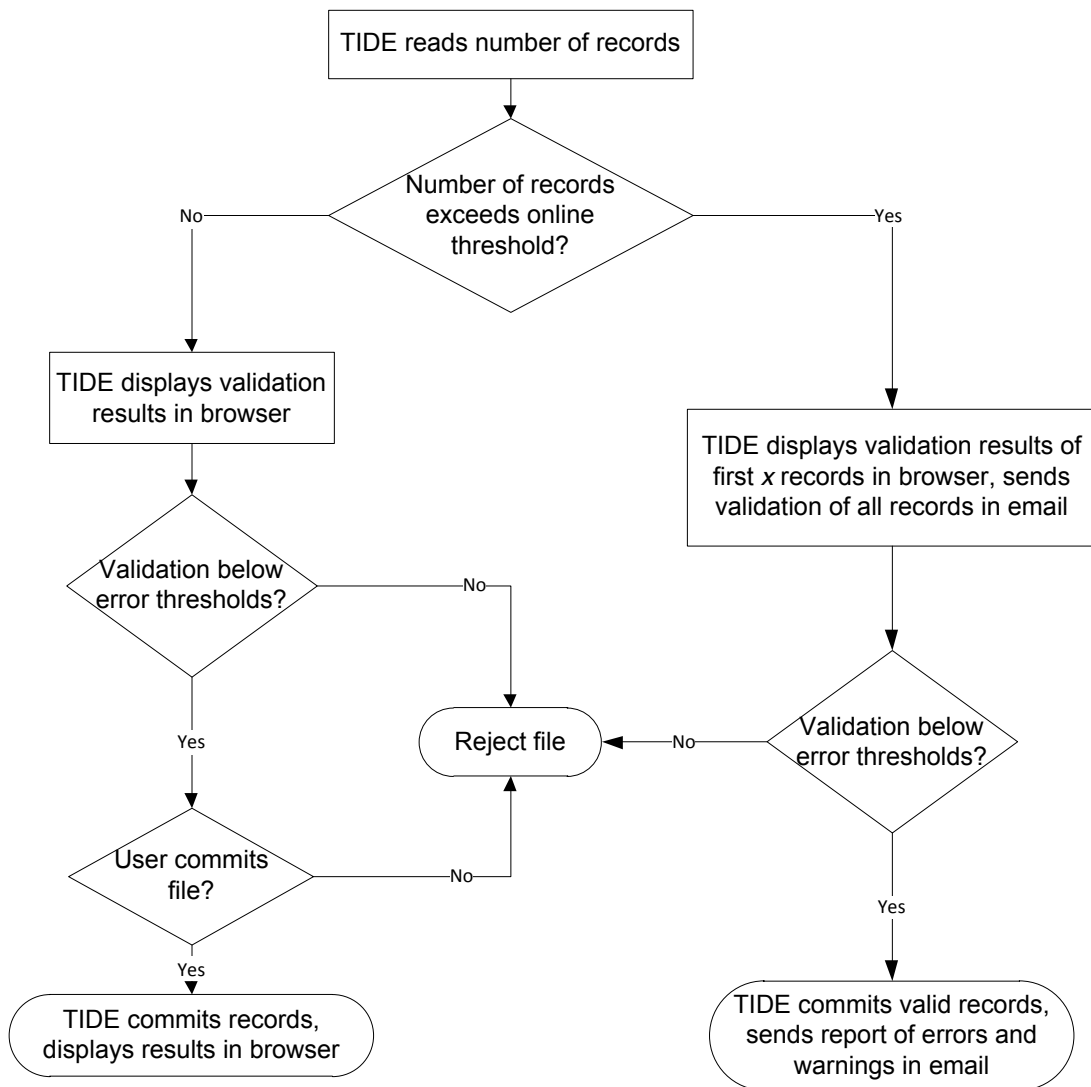 TIDE reads number of records
Number of records
exceeds online
threshold?
No
Yes
TIDE displays validation
results in browser
TIDE displays validation results of
first x records in browser, sends
validation of all records in email
Validation below
error thresholds?
No
Yes
Reject file
No
Validation below
error thresholds?
User commits
file?
No
Yes
Yes
TIDE commits records,
displays results in browser
TIDE commits valid records,
sends report of errors and
warnings in email